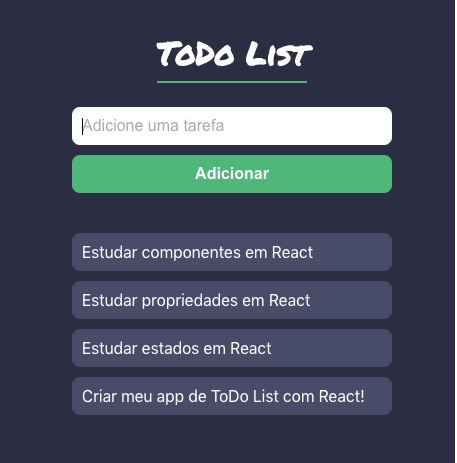 ToDo List
Adicione uma tarefa
Adicionar
Estudar componentes em React
Estudar propriedades em React
Estudar estados em React
Criar meu app de ToDo List com React!